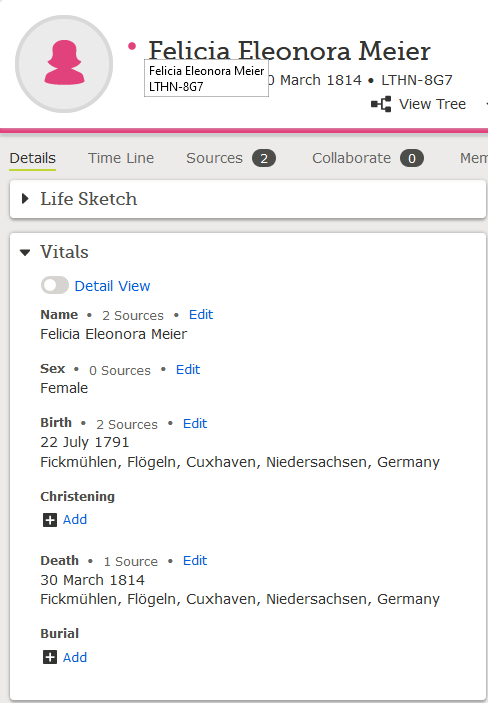 Felicia Eleonora Meier
Felicia Eleonora Meier
LTHN-8G7
0 March 1814 • LTHN-8G7
View Tree
Details Time Line Sources 2 Collaborate 0 Mem
Life Sketch
Vitals
Detail View
Name • 2 Sources • Edit
Felicia Eleonora Meier
Sex • 0 Sources • Edit
Female
Birth • 2 Sources • Edit
22 July 1791
Fickmühlen, Flögeln, Cuxhaven, Niedersachsen, Germany
Christening
Add
Death • 1 Source • Edit
30 March 1814
Fickmühlen, Flögeln, Cuxhaven, Niedersachsen, Germany
Burial
Add